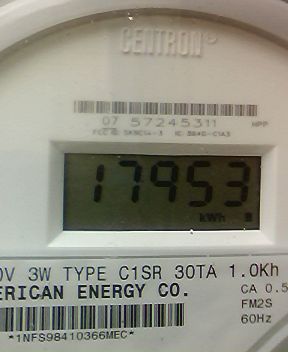 CENTRON®
07 57245311 HPP
17953
kWh
0V 3W TYPE C1SR 30TA 1.0Kh
ERICAN ENERGY CO. CA 0.5
FM2S
60Hz
*1NFS98410366MEC*